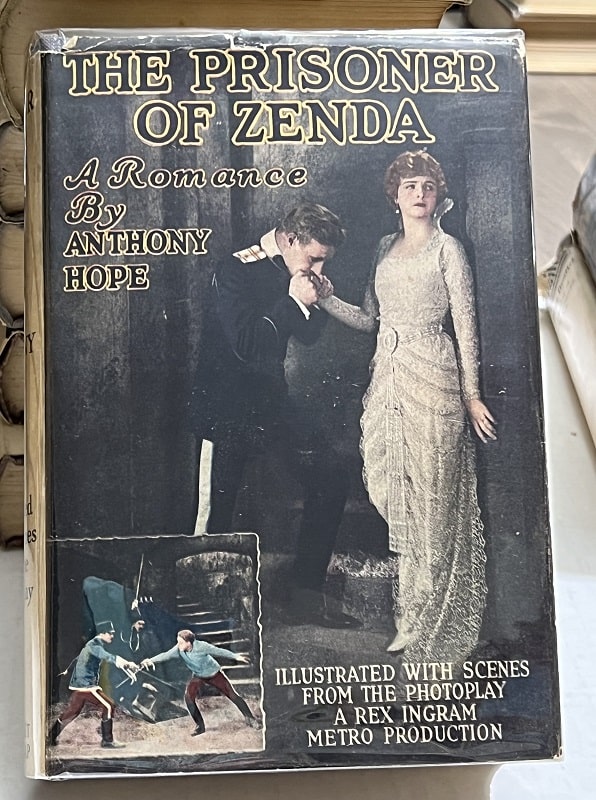 THE PRISONER
OF ZENDA
A Romance
By
ANTHONY
HOPE
ILLUSTRATED WITH SCENES
FROM THE PHOTOPLAY
A REX INGRAM
METRO PRODUCTION